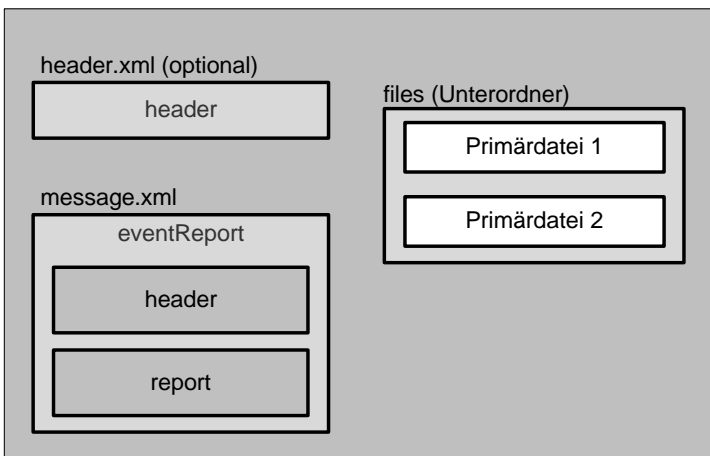 header.xml (optional)
header
files (Unterordner)
Primärdatei 1
Primärdatei 2
message.xml
eventReport
header
report